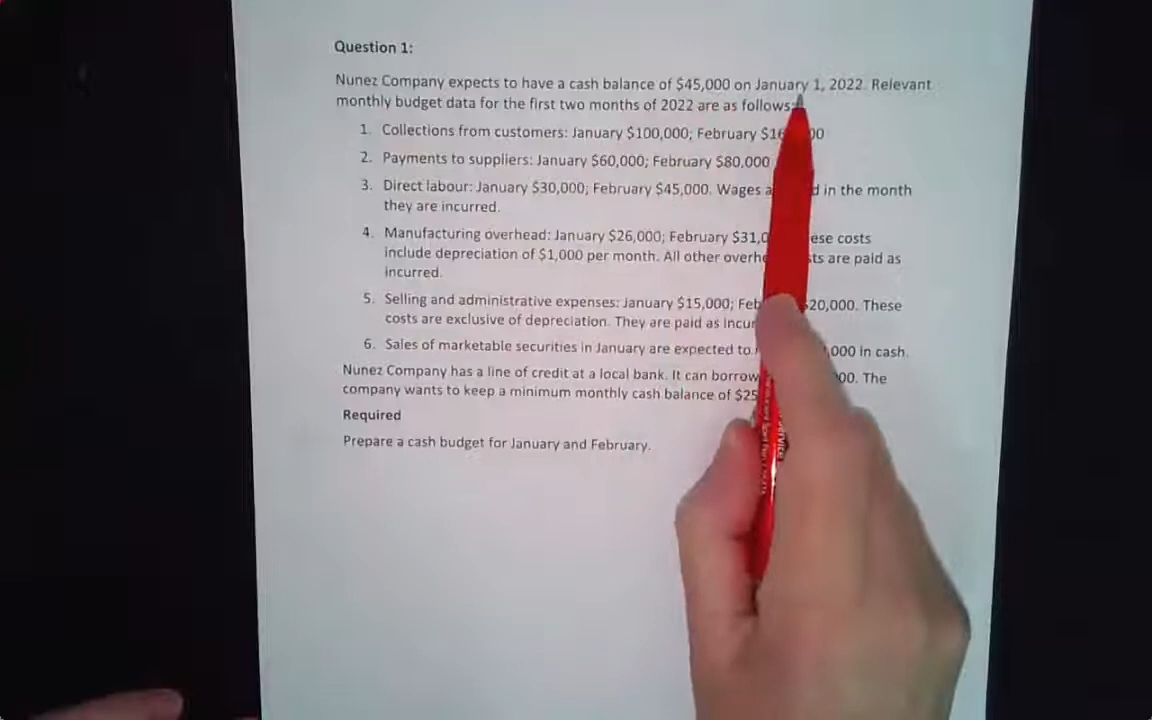 Question 1:
Nunez Company expects to have a cash balance of $45,000 on January 1, 2022. Relevant
monthly budget data for the first two months of 2022 are as follows:
1. Collections from customers: January $100,000; February
2. Payments to suppliers: January $60,000; February $80,000
3. Direct labour: January $30,000; February $45,000. Wages in the month
they are incurred.
4. Manufacturing overhead: January $26,000; February costs
include depreciation of $1,000 per month. All other are paid as
incurred.
5. Selling and administrative expenses: January $15,000; $20,000. These
costs are exclusive of depreciation. They are paid as
6. Sales of marketable securities in January are expected to in cash.
Nunez Company has a line of credit at a local bank. It can borrow The
company wants to keep a minimum monthly cash balance of
Required
Prepare a cash budget for January and February.